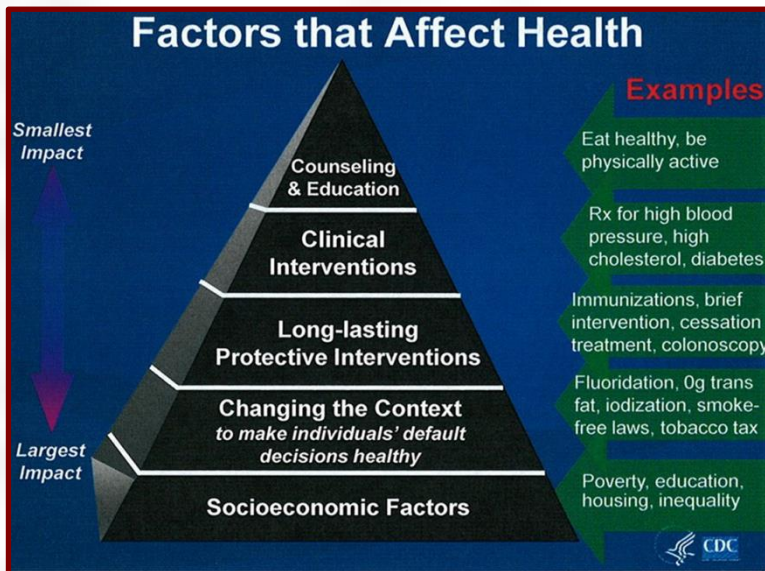 Factors that Affect Health
Examples
Smallest
Impact
Largest
Impact
Counseling
& Education
Eat healthy, be
physically active
Clinical
Interventions
Rx for high blood
pressure, high
cholesterol, diabetes
Long-lasting
Protective Interventions
Immunizations, brief
intervention, cessation
treatment, colonoscopy
Changing the Context
to make individuals’ default
decisions healthy
Fluoridation, 0g trans
fat, iodization, smoke-
free laws, tobacco tax
Socioeconomic Factors
Poverty, education,
housing, inequality
CDC